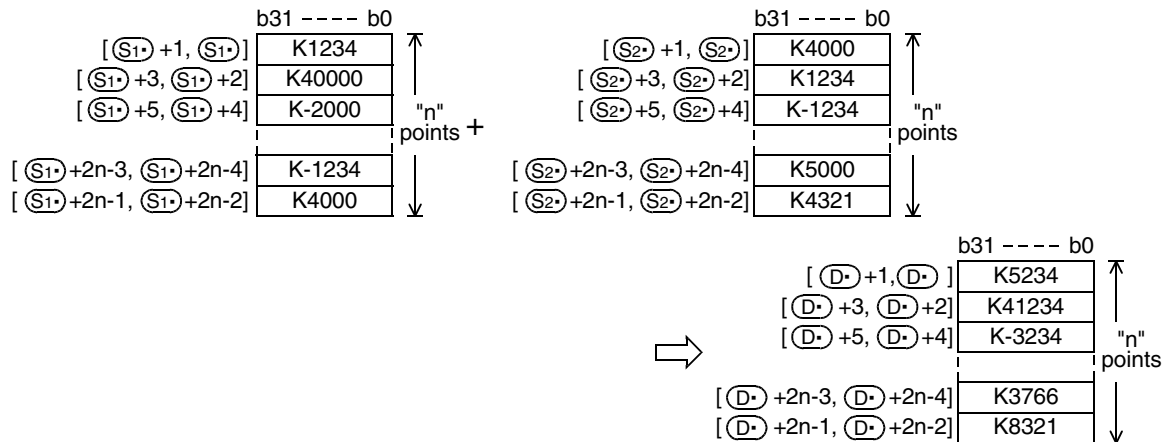 b31 ---- b0
[ S1• +1, S1• ] K1234
[ S1• +3, S1• +2] K40000
[ S1• +5, S1• +4] K-2000
"n"
points
[ S1• +2n-3, S1• +2n-4] K-1234
[ S1• +2n-1, S1• +2n-2] K4000
+
b31 ---- b0
[ S2• +1, S2• ] K4000
[ S2• +3, S2• +2] K1234
[ S2• +5, S2• +4] K-1234
"n"
points
[ S2• +2n-3, S2• +2n-4] K5000
[ S2• +2n-1, S2• +2n-2] K4321
b31 ---- b0
[ D• +1, D• ] K5234
[ D• +3, D• +2] K41234
[ D• +5, D• +4] K-3234
"n"
points
[ D• +2n-3, D• +2n-4] K3766
[ D• +2n-1, D• +2n-2] K8321